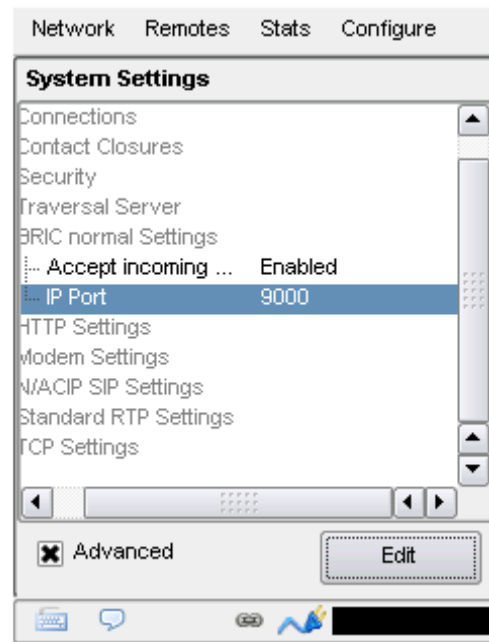 Network Remotes Stats Configure
System Settings
Connections
Contact Closures
Security
Traversal Server
BRIC normal Settings
Accept incoming ... Enabled
IP Port 9000
HTTP Settings
Modem Settings
N/ACIP SIP Settings
Standard RTP Settings
TCP Settings
Advanced
Edit